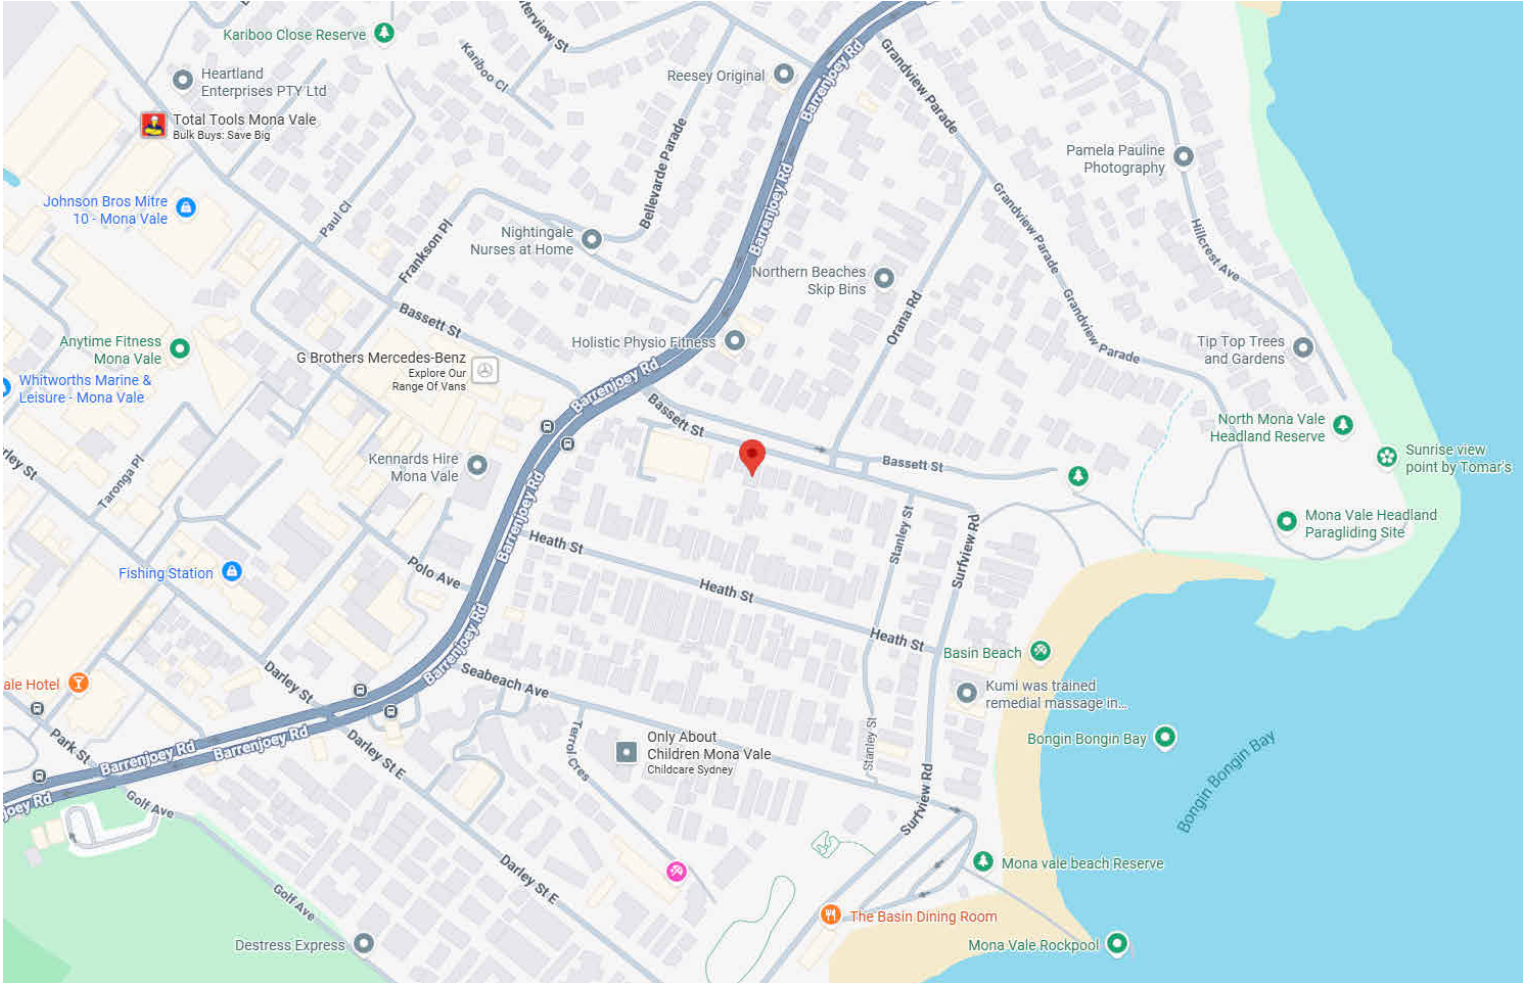 Kariboo Close Reserve
terview St
Kariboo Cl
Heartland
Enterprises PTY Ltd
Reesey Original
Barrenjoey Rd
Grandview Parade
Total Tools Mona Vale
Bulk Buys: Save Big
Bellevarde Parade
Pamela Pauline
Photography
Johnson Bros Mitre
10 - Mona Vale
Paul Cl
Frankson Pl
Nightingale
Nurses at Home
Barrenjoey Rd
Grandview Parade
Hillcrest Ave
Northern Beaches
Skip Bins
Orana Rd
Grandview Parade
Bassett St
Anytime Fitness
Mona Vale
Holistic Physio Fitness
Tip Top Trees
and Gardens
G Brothers Mercedes-Benz
Explore Our
Range Of Vans
Whitworths Marine &
Leisure - Mona Vale
Barrenjoey Rd
Bassett St
North Mona Vale
Headland Reserve
Sunrise view
point by Tomar's
rley St
Taronga Pl
Kennards Hire
Mona Vale
Bassett St
Barrenjoey Rd
Stanley St
Surfview Rd
Mona Vale Headland
Paragliding Site
Heath St
Fishing Station
Polo Ave
Heath St
Heath St
Barrenjoey Rd
Basin Beach
ale Hotel
Darley St
Seabeach Ave
Kumi was trained
remedial massage in...
Park St
Barrenjoey Rd
Barrenjoey Rd
Darley St E
Terrol Cres
Only About
Children Mona Vale
Childcare Sydney
Stanley St
Bongin Bongin Bay
Bongin Bongin Bay
joey Rd
Golf Ave
Surfview Rd
Mona vale beach Reserve
Darley St E
Golf Ave
The Basin Dining Room
Destress Express
Mona Vale Rockpool